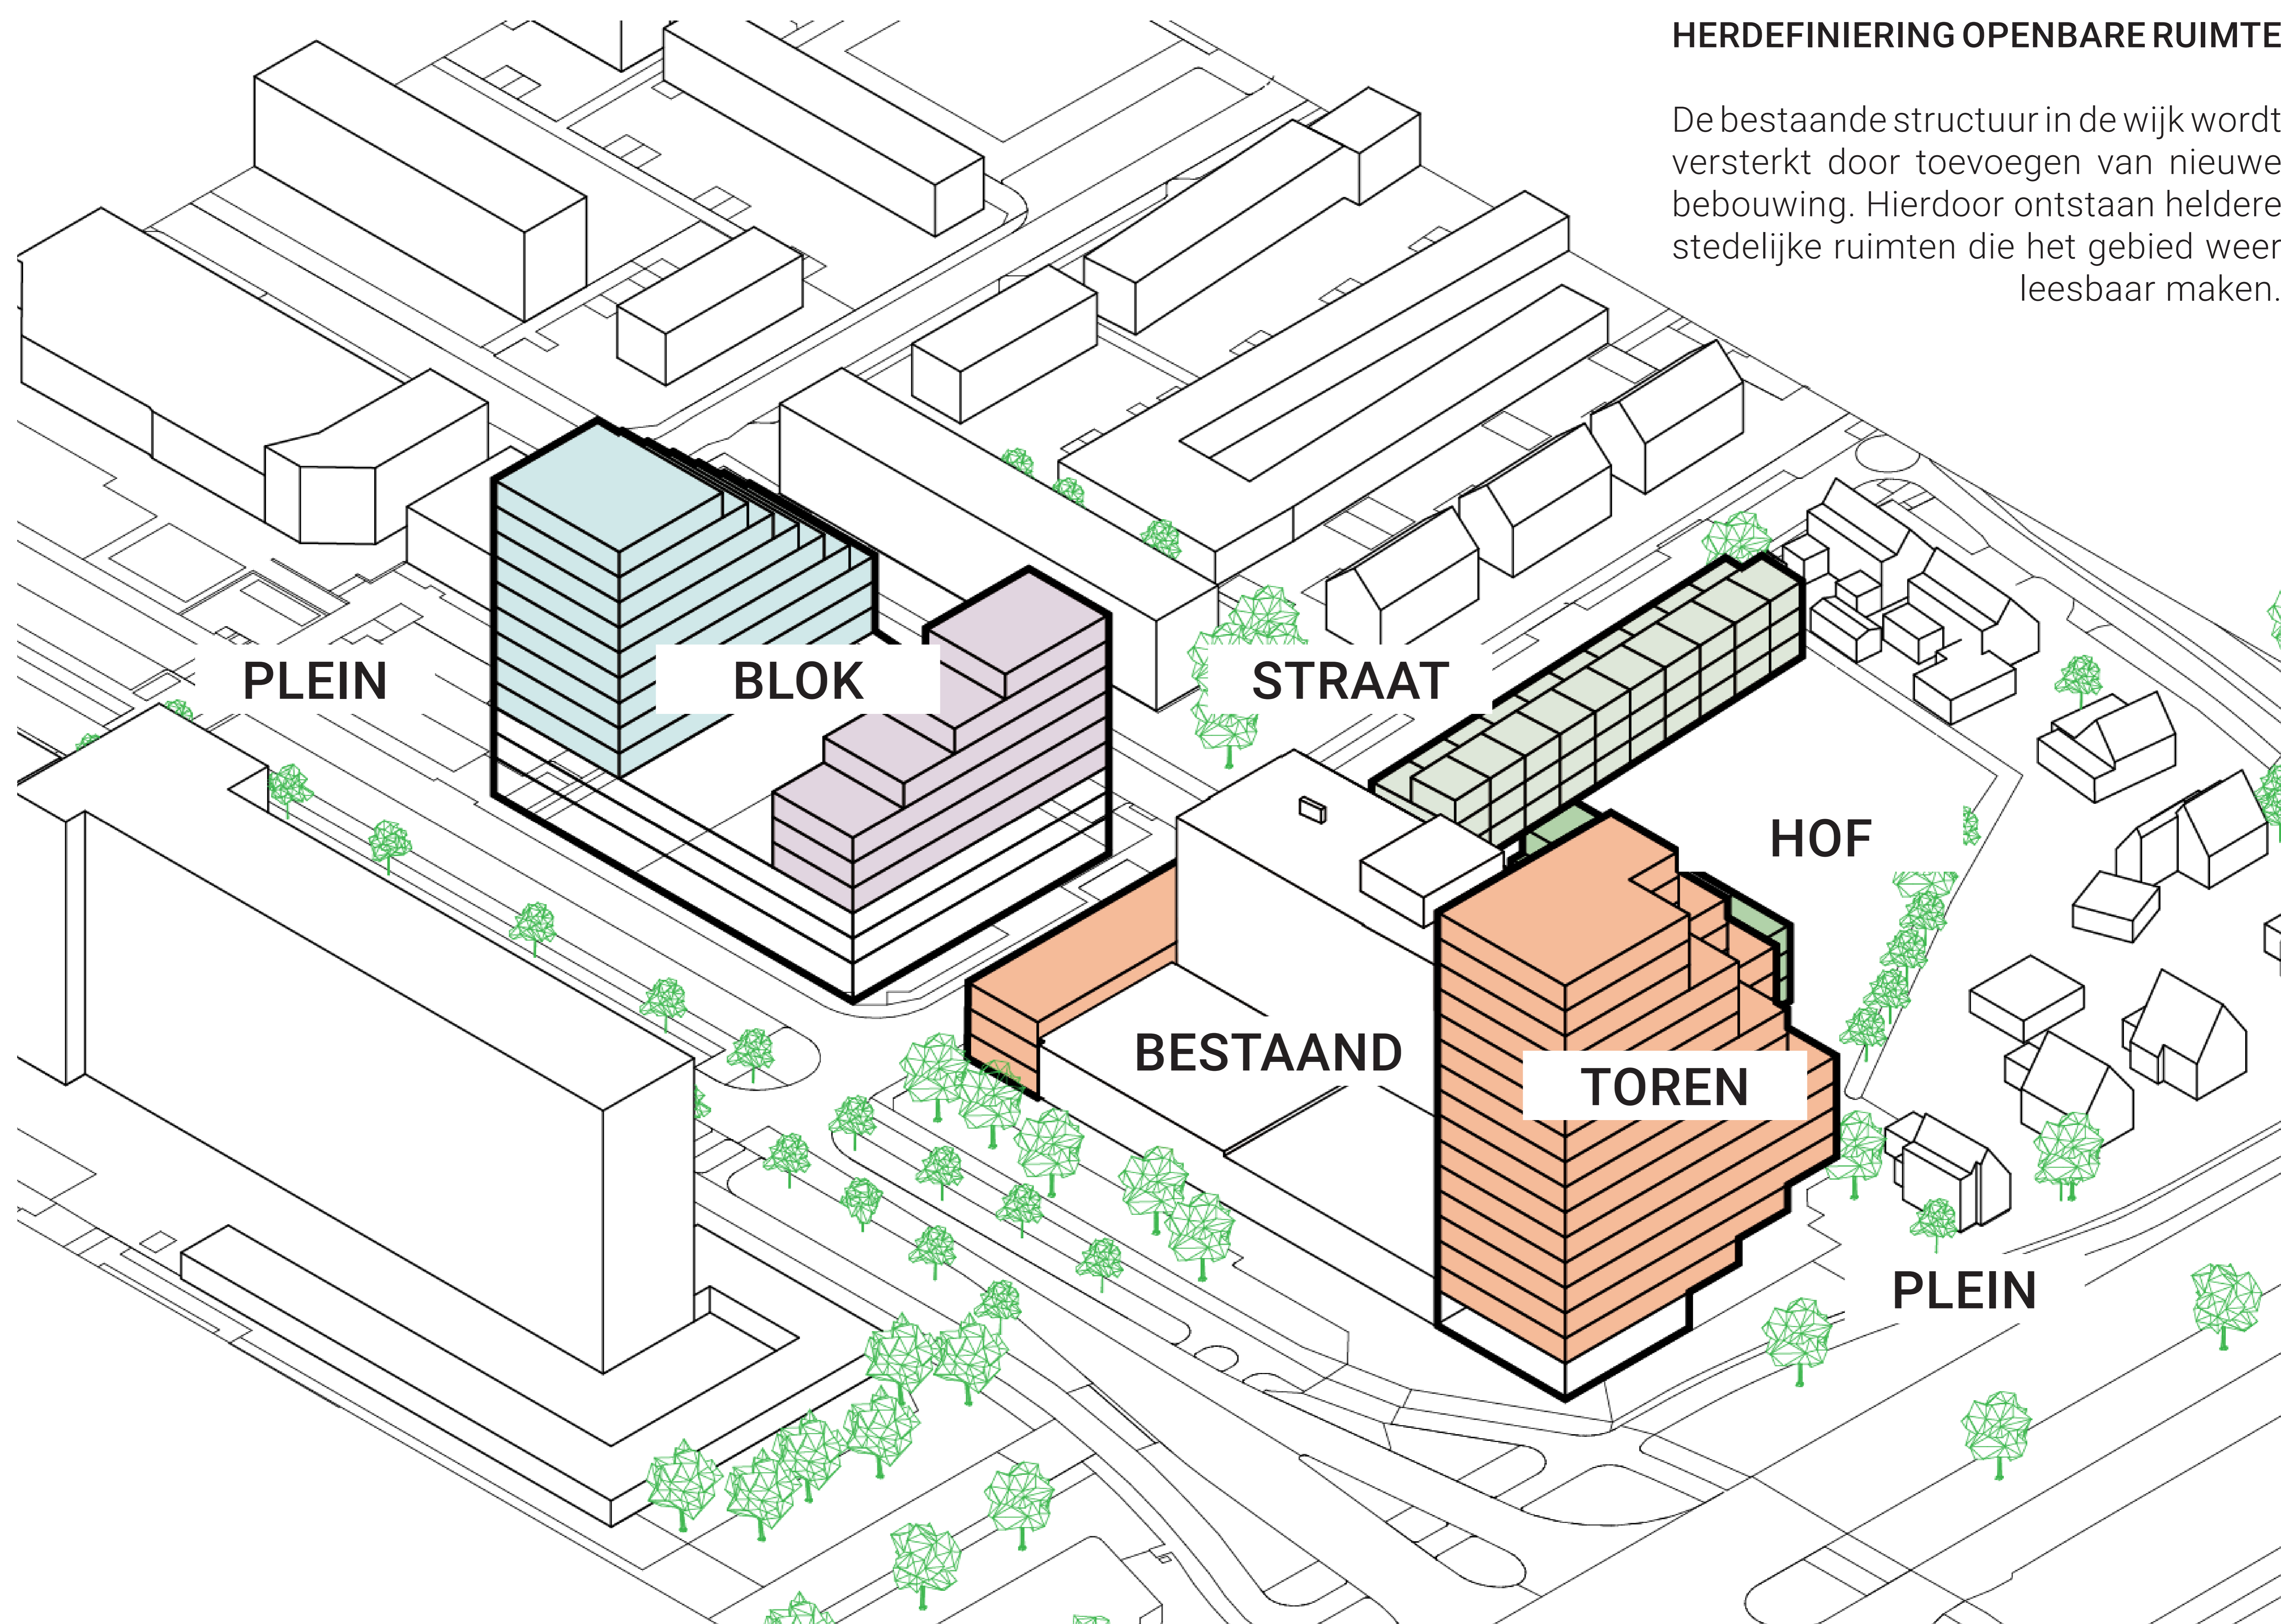 HERDEFINIERING OPENBARE RUIMTE
De bestaande structuur in de wijk wordt
versterkt door toevoegen van nieuwe
bebouwing. Hierdoor ontstaan heldere
stedelijke ruimten die het gebied weer
leesbaar maken.
PLEIN
BLOK
STRAAT
HOF
BESTAAND
TOREN
PLEIN